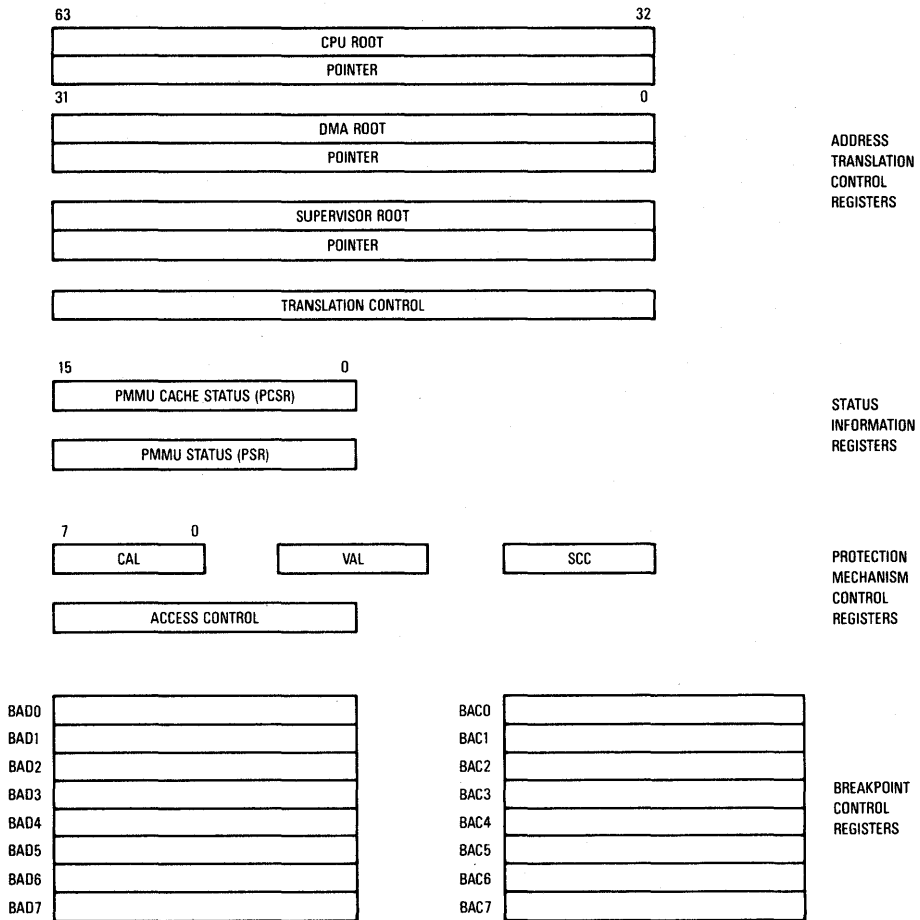 63 32
CPU ROOT
POINTER
31 0
DMA ROOT
POINTER
SUPERVISOR ROOT
POINTER
TRANSLATION CONTROL
ADDRESS
TRANSLATION
CONTROL
REGISTERS
15 0
PMMU CACHE STATUS (PCSR)
PMMU STATUS (PSR)
STATUS
INFORMATION
REGISTERS
7 0
CAL VAL SCC
ACCESS CONTROL
PROTECTION
MECHANISM
CONTROL
REGISTERS
BAD0 BAC0
BAD1 BAC1
BAD2 BAC2
BAD3 BAC3
BAD4 BAC4
BAD5 BAC5
BAD6 BAC6
BAD7 BAC7
BREAKPOINT
CONTROL
REGISTERS